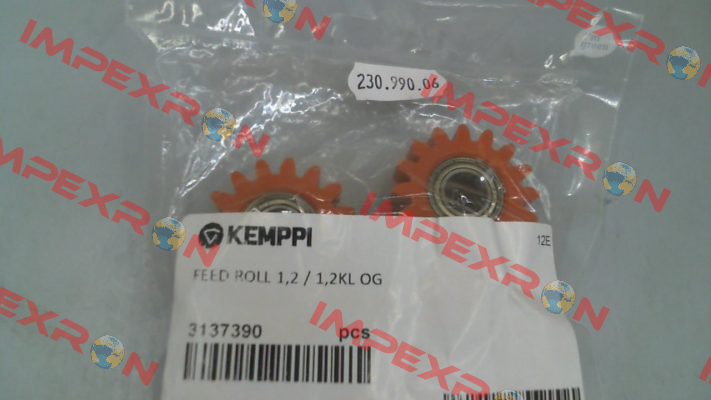 230.990.06
KEMPPI
12E
FEED ROLL 1,2 / 1,2KL OG
3137390 pcs
IMPEXRON
IMPEXRON
IMPEXRON
IMPEXRON
IMPEXRON
IMPEXRON